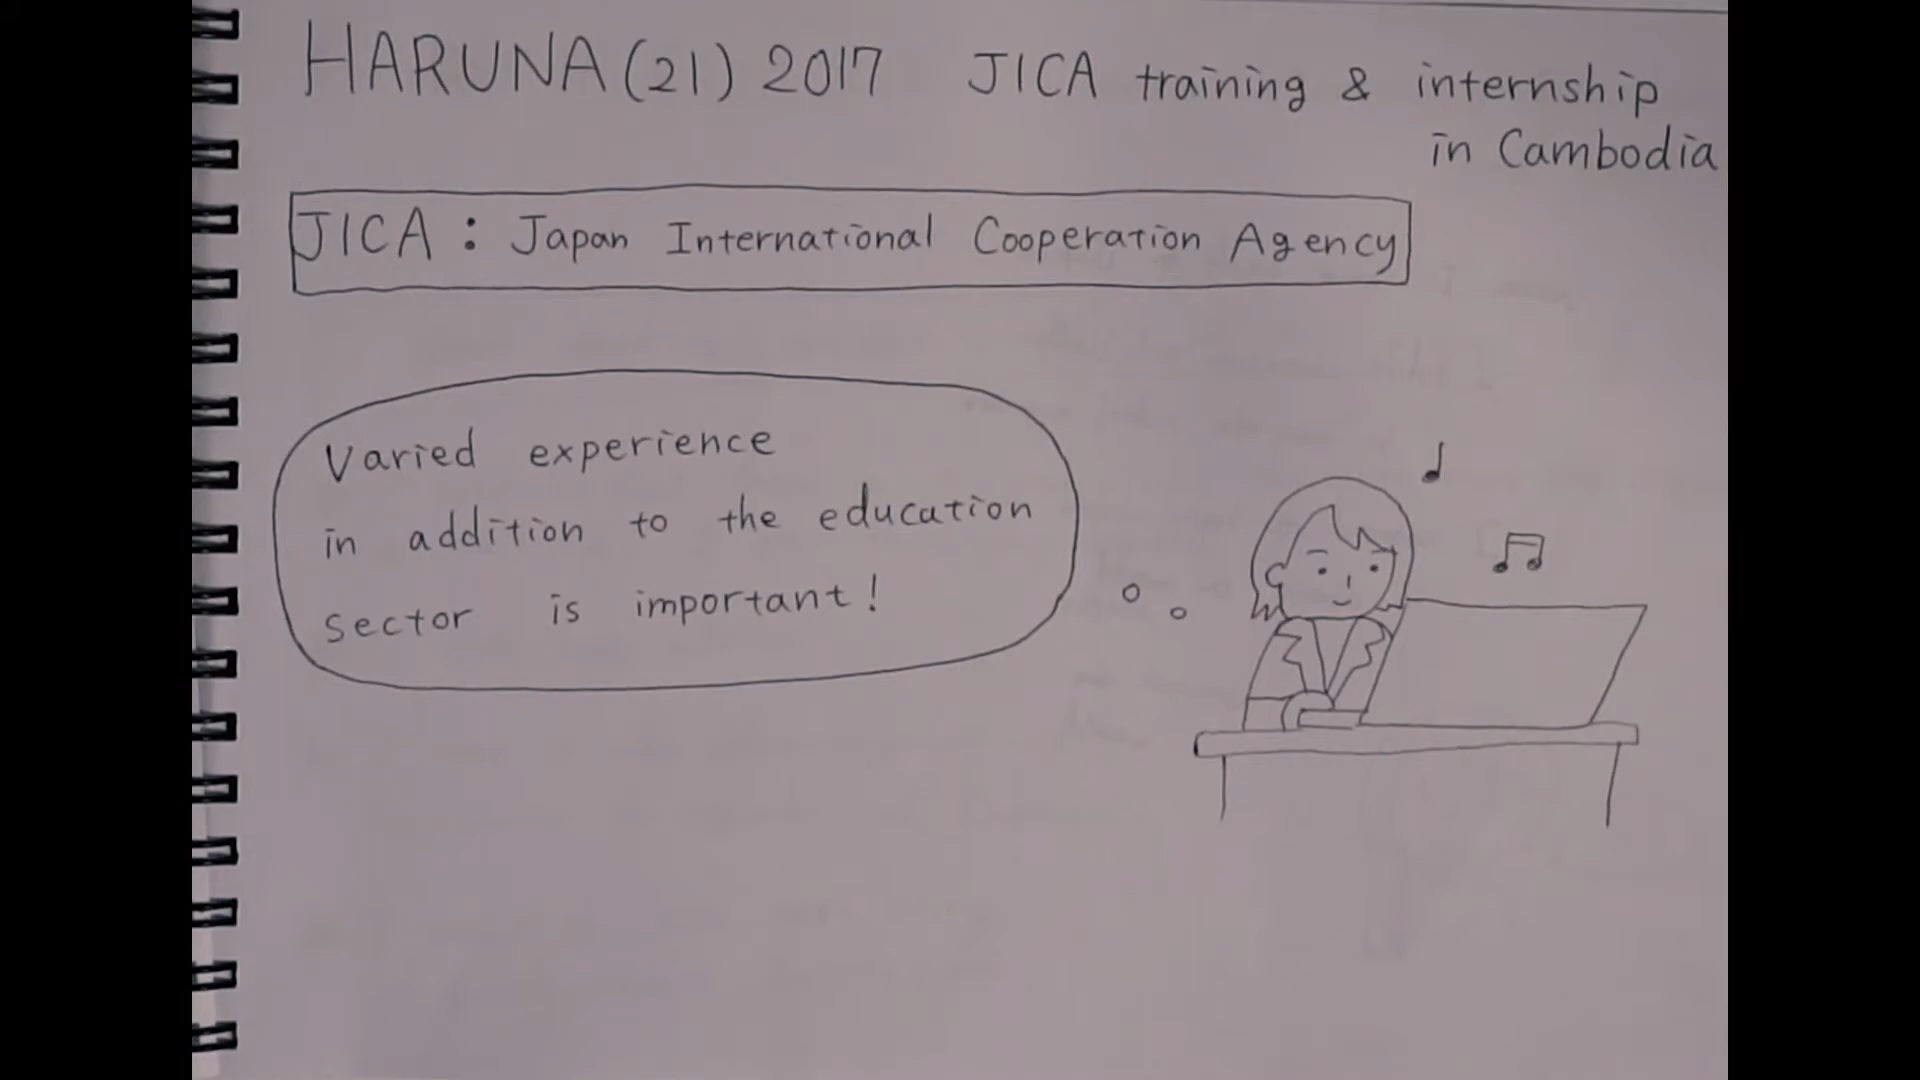 HARUNA (21) 2017 JICA training & internship
in Cambodia
JICA : Japan International Cooperation Agency
Varied experience
in addition to the education
sector is important!